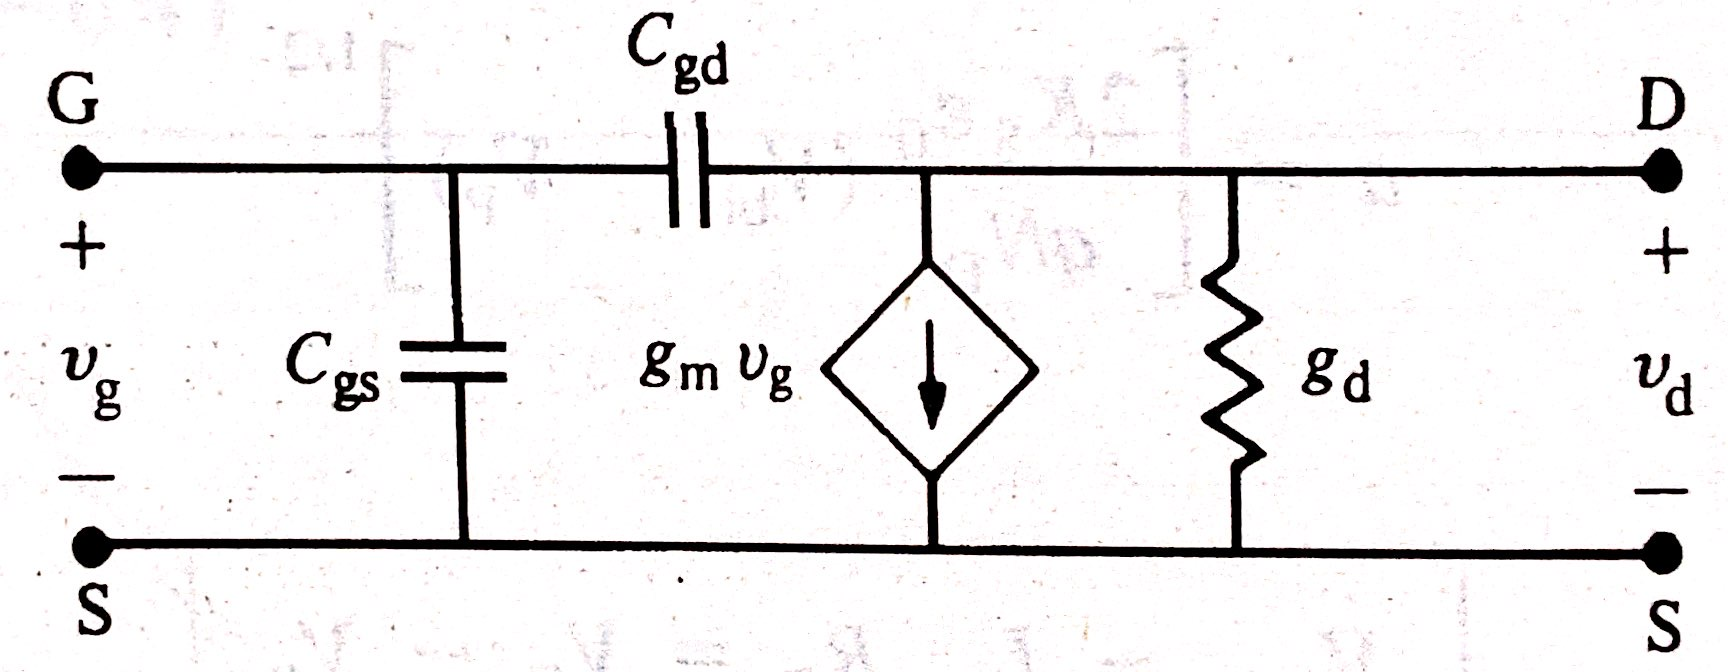 C_gd
G
D
+
+
v_g
C_gs
g_m v_g
g_d
v_d
—
—
S
S